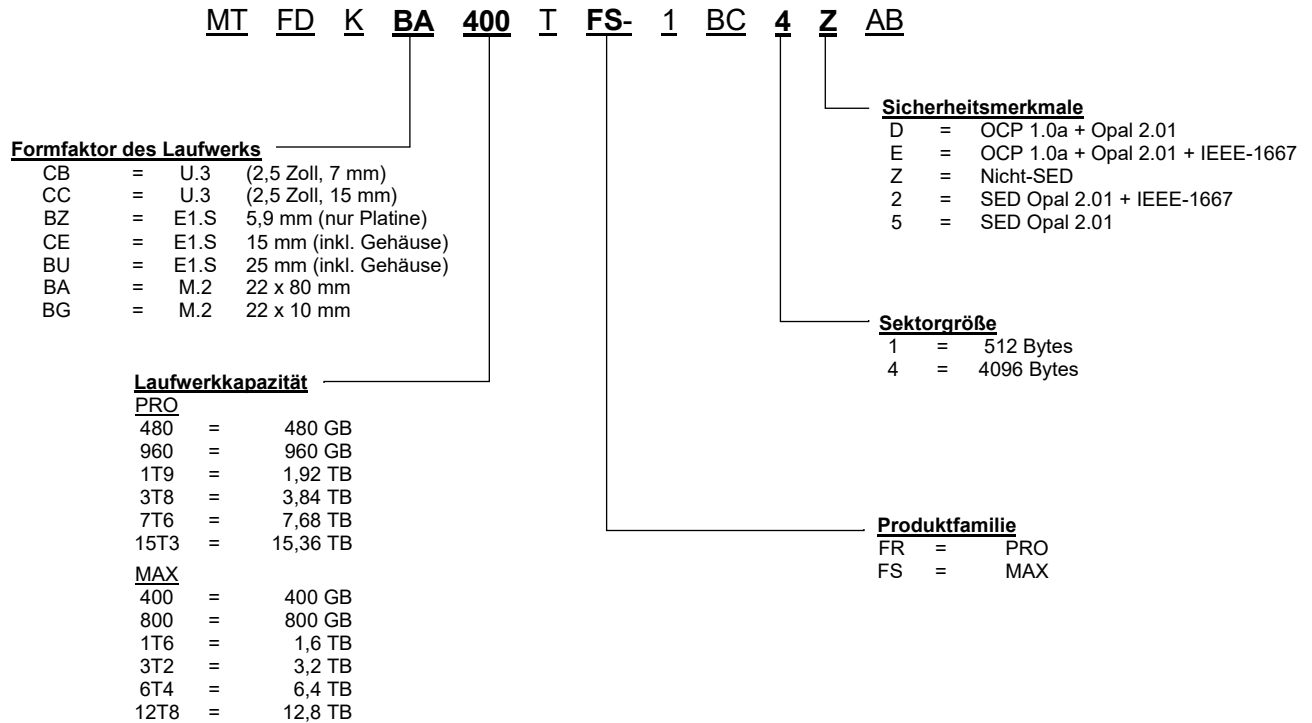 MT FD K BA 400 T FS- 1 BC 4 Z AB
Formfaktor des Laufwerks
CB = U.3 (2,5 Zoll, 7 mm)
CC = U.3 (2,5 Zoll, 15 mm)
BZ = E1.S 5,9 mm (nur Platine)
CE = E1.S 15 mm (inkl. Gehäuse)
BU = E1.S 25 mm (inkl. Gehäuse)
BA = M.2 22 x 80 mm
BG = M.2 22 x 10 mm
Laufwerkkapazität
PRO
480 = 480 GB
960 = 960 GB
1T9 = 1,92 TB
3T8 = 3,84 TB
7T6 = 7,68 TB
15T3 = 15,36 TB
MAX
400 = 400 GB
800 = 800 GB
1T6 = 1,6 TB
3T2 = 3,2 TB
6T4 = 6,4 TB
12T8 = 12,8 TB
Sicherheitsmerkmale
D = OCP 1.0a + Opal 2.01
E = OCP 1.0a + Opal 2.01 + IEEE-1667
Z = Nicht-SED
2 = SED Opal 2.01 + IEEE-1667
5 = SED Opal 2.01
Sektorgröße
1 = 512 Bytes
4 = 4096 Bytes
Produktfamilie
FR = PRO
FS = MAX